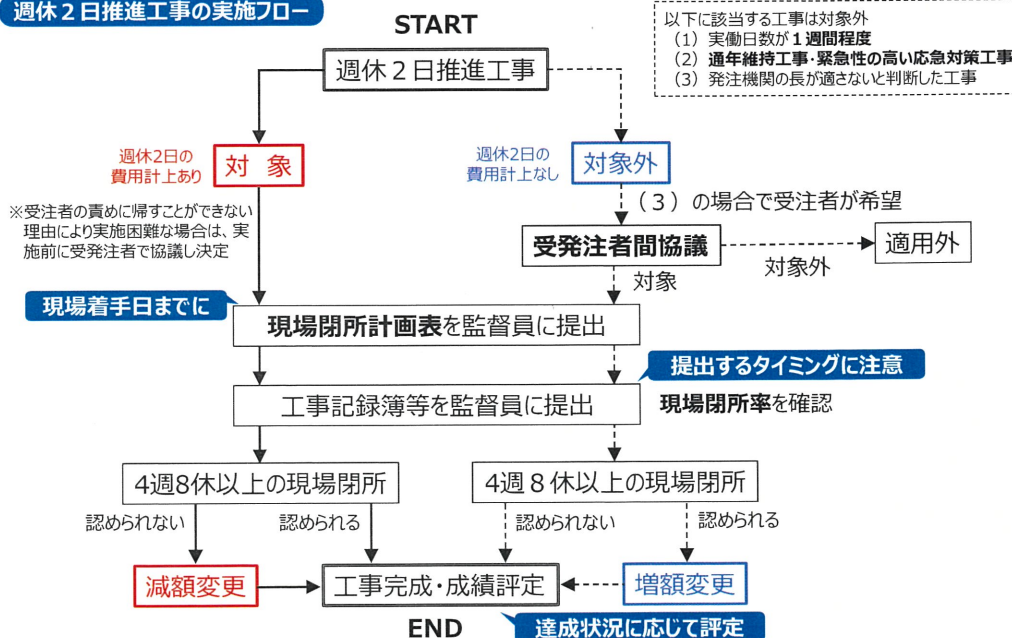 週休２日推進工事の実施フロー
START
以下に該当する工事は対象外
（1）実働日数が１週間程度
（2）通年維持工事・緊急性の高い応急対策工事
（3）発注機関の長が適さないと判断した工事
週休２日推進工事
週休2日の
費用計上あり
対　象
週休2日の
費用計上なし
対象外
※受注者の責めに帰すことができない
理由により実施困難な場合は、実
施前に受発注者で協議し決定
（３）の場合で受注者が希望
受発注者間協議
対象外
適用外
対象
現場着手日までに
現場閉所計画表を監督員に提出
提出するタイミングに注意
工事記録簿等を監督員に提出
現場閉所率を確認
4週8休以上の現場閉所
4週８休以上の現場閉所
認められない
認められる
認められない
認められる
減額変更
工事完成・成績評定
増額変更
END
達成状況に応じて評定